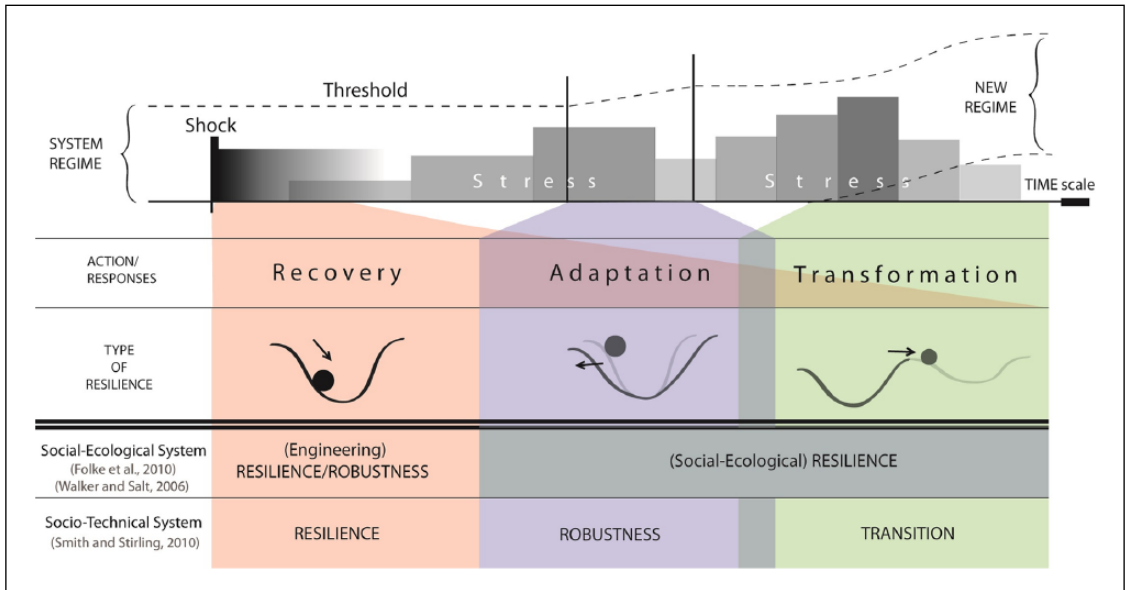 Threshold
NEW
REGIME
Shock
SYSTEM
REGIME
Stress
Stress
TIME scale
ACTION/
RESPONSES
Recovery
Adaptation
Transformation
TYPE
OF
RESILIENCE
Social-Ecological System
(Folke et al., 2010)
(Walker and Salt, 2006)
(Engineering)
RESILIENCE/ROBUSTNESS
(Social-Ecological) RESILIENCE
Socio-Technical System
(Smith and Stirling, 2010)
RESILIENCE
ROBUSTNESS
TRANSITION